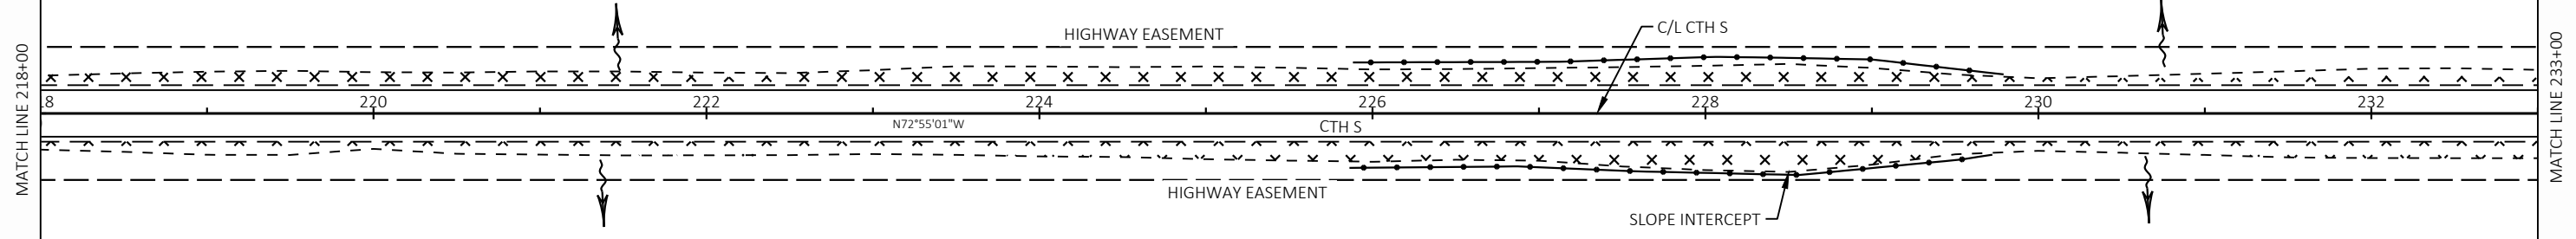 MATCH LINE 218+00
HIGHWAY EASEMENT
C/L CTH S
MATCH LINE 233+00
18 220 222 224 226 228 230 232
N72°55'01"W
CTH S
HIGHWAY EASEMENT
SLOPE INTERCEPT